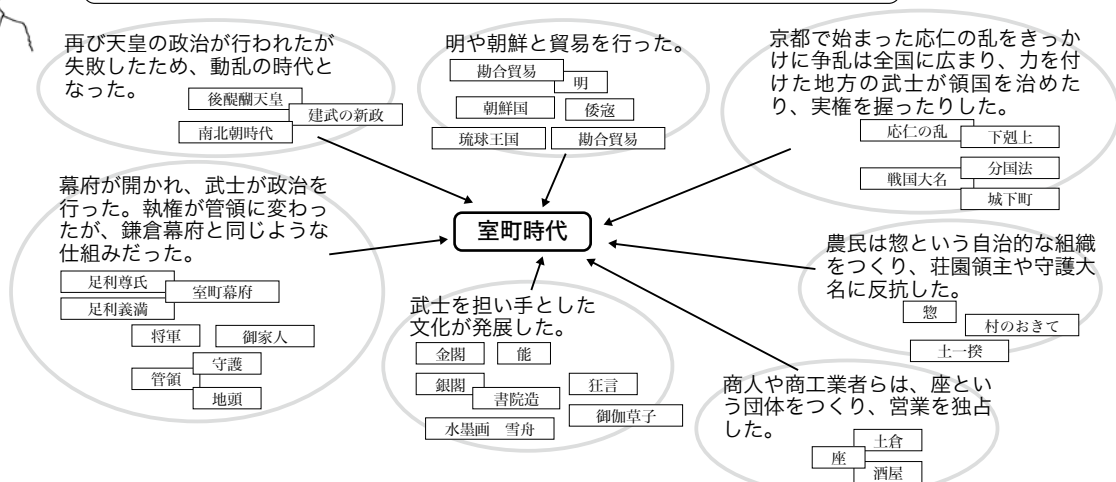 再び天皇の政治が行われたが
失敗したため、動乱の時代と
なった。
後醍醐天皇
建武の新政
南北朝時代
明や朝鮮と貿易を行った。
勘合貿易
明
朝鮮国
倭寇
琉球王国
勘合貿易
京都で始まった応仁の乱をきっか
けに争乱は全国に広まり、力を付
けた地方の武士が領国を治めた
り、実権を握ったりした。
応仁の乱
下剋上
戦国大名
分国法
城下町
幕府が開かれ、武士が政治を
行った。執権が管領に変わっ
たが、鎌倉幕府と同じような
仕組みだった。
足利尊氏
室町幕府
足利義満
将軍
御家人
守護
管領
地頭
室町時代
農民は惣という自治的な組織
をつくり、荘園領主や守護大
名に反抗した。
惣
村のおきて
土一揆
武士を担い手とした
文化が発展した。
金閣
能
銀閣
書院造
狂言
御伽草子
水墨画 雪舟
商人や商工業者らは、座とい
う団体をつくり、営業を独占
した。
土倉
座
酒屋